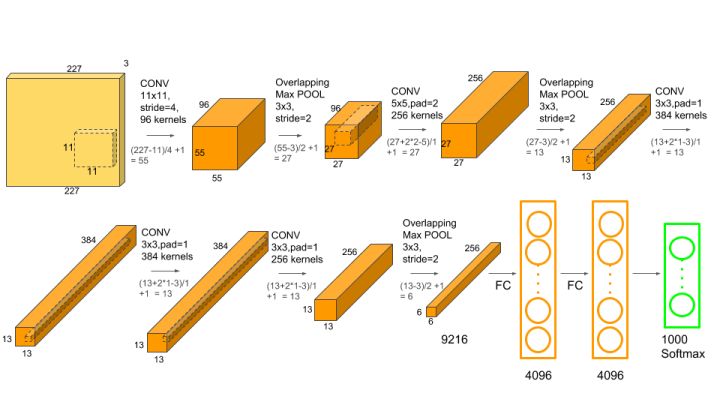 227
3
11
11
227
CONV
11x11,
stride=4,
96 kernels
(227-11)/4 +1
= 55
96
55
55
Overlapping
Max POOL
3x3,
stride=2
(55-3)/2 +1
= 27
96
27
27
CONV
5x5,pad=2
256 kernels
(27+2*2-5)/1
+1 = 27
256
27
27
Overlapping
Max POOL
3x3,
stride=2
(27-3)/2 +1
= 13
256
13
13
CONV
3x3,pad=1
384 kernels
(13+2*1-3)/1
+1 = 13
384
13
13
CONV
3x3,pad=1
384 kernels
(13+2*1-3)/1
+1 = 13
384
13
13
CONV
3x3,pad=1
256 kernels
(13+2*1-3)/1
+1 = 13
256
13
13
Overlapping
Max POOL
3x3,
stride=2
(13-3)/2 +1
= 6
256
6
6
9216
FC
4096
FC
4096
1000
Softmax